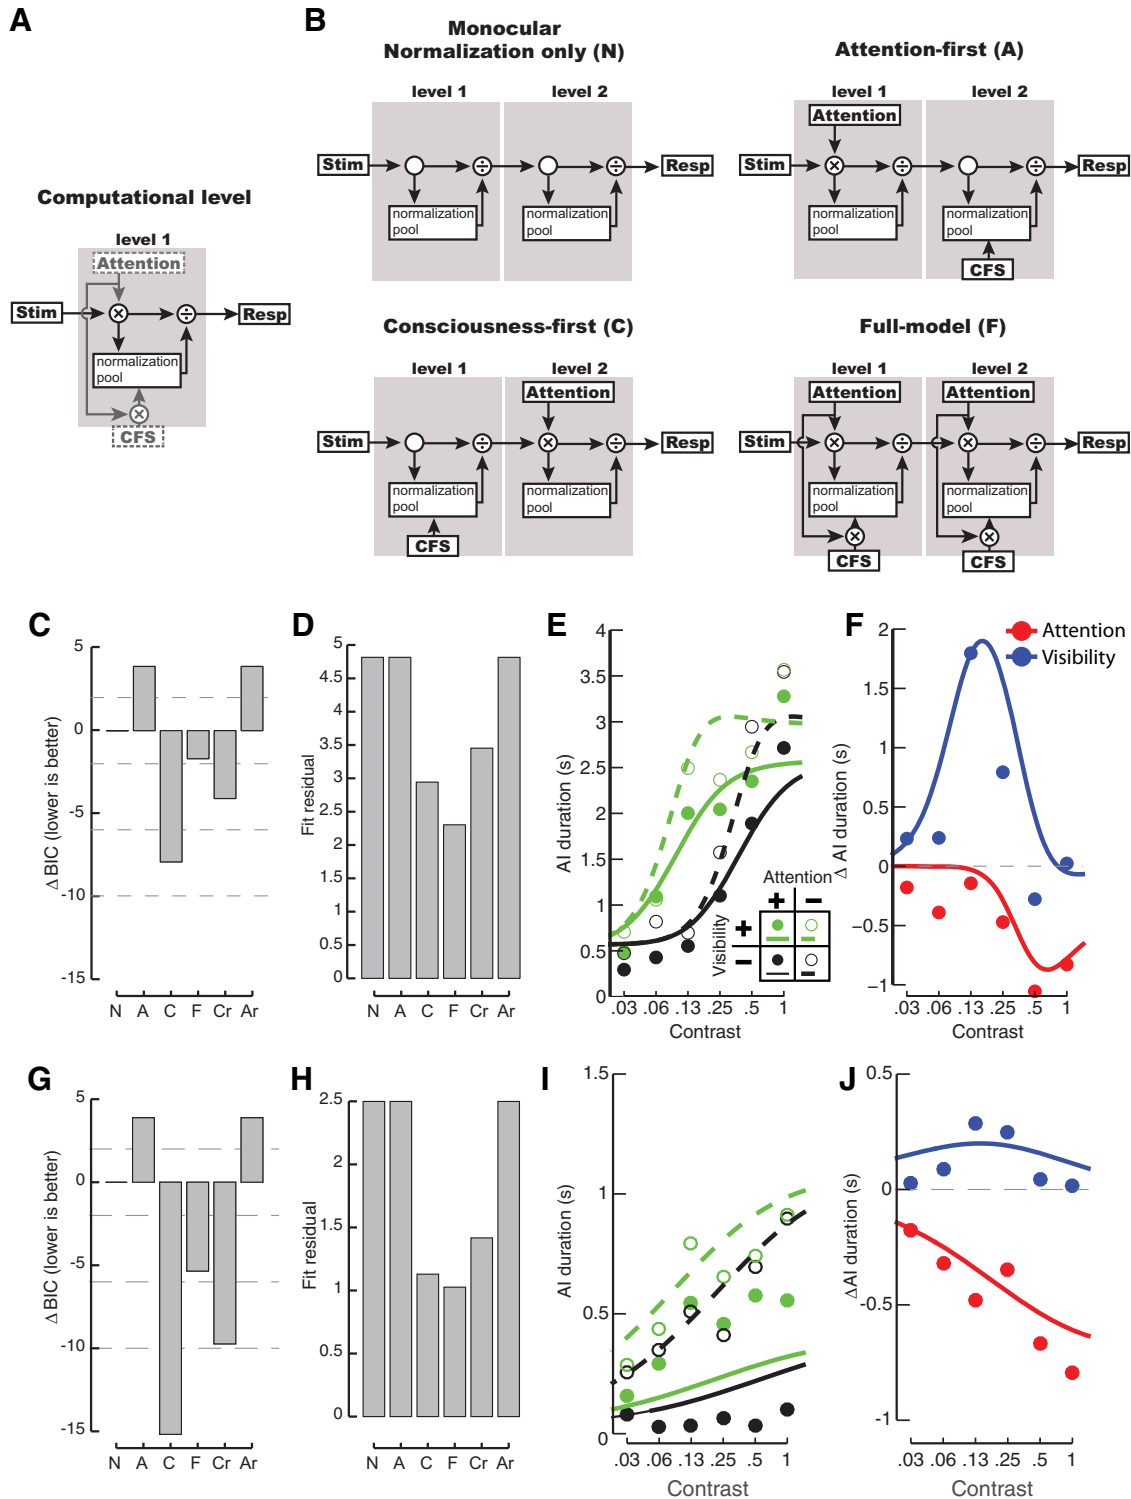 A
Computational level
level 1
Attention
Stim
Resp
normalization
pool
CFS
B
Monocular
Normalization only (N)
level 1
level 2
Stim
Resp
normalization
pool
normalization
pool
Attention-first (A)
level 1
level 2
Attention
Stim
Resp
normalization
pool
normalization
pool
CFS
Consciousness-first (C)
level 1
level 2
Attention
Stim
Resp
normalization
pool
normalization
pool
CFS
Full-model (F)
level 1
level 2
Attention
Attention
Stim
Resp
normalization
pool
normalization
pool
CFS
CFS
C
Δ BIC (lower is better)
5
0
-5
-10
-15
N A C F Cr Ar
D
Fit residual
5
4.5
4
3.5
3
2.5
2
1.5
1
0.5
0
N A C F Cr Ar
E
AI duration (s)
4
3.5
3
2.5
2
1.5
1
0.5
0
.03 .06 .13 .25 .5 1
Contrast
Attention
+ −
Visibility
+
−
F
Δ AI duration (s)
2
1.5
1
0.5
0
−0.5
−1
.03 .06 .13 .25 .5 1
Contrast
Attention
Visibility
G
Δ BIC (lower is better)
5
0
-5
-10
-15
N A C F Cr Ar
H
Fit residual
2.5
2
1.5
1
0.5
0
N A C F Cr Ar
I
AI duration (s)
1.5
1
0.5
0
.03 .06 .13 .25 .5 1
Contrast
J
ΔAI duration (s)
0.5
0
-0.5
-1
.03 .06 .13 .25 .5 1
Contrast